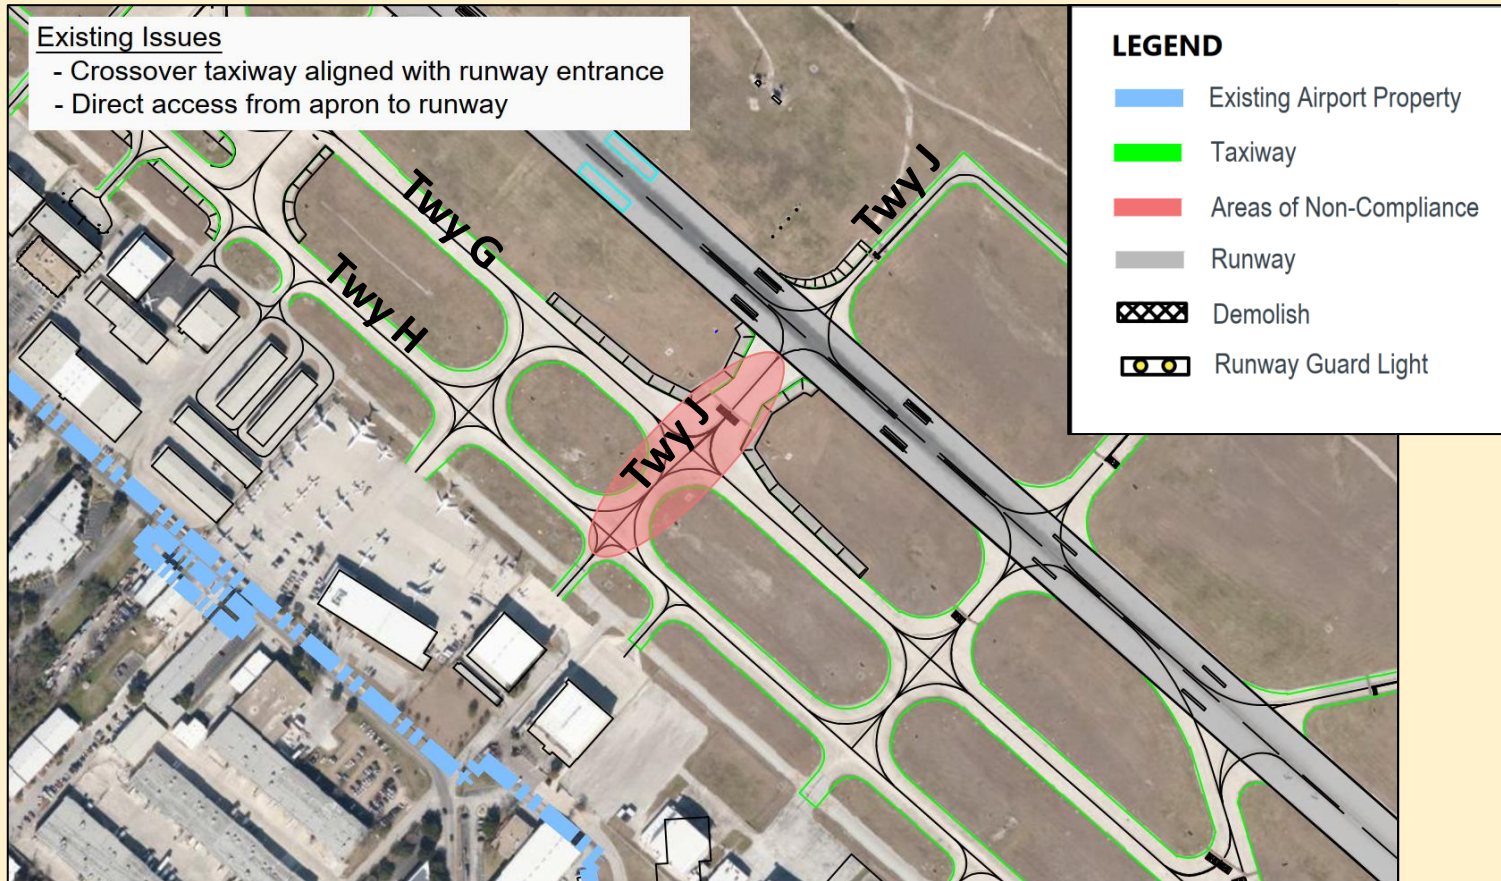 Existing Issues
- Crossover taxiway aligned with runway entrance
- Direct access from apron to runway
LEGEND
Existing Airport Property
Taxiway
Areas of Non-Compliance
Runway
Demolish
Runway Guard Light
Twy J
Twy G
Twy H
Twy J